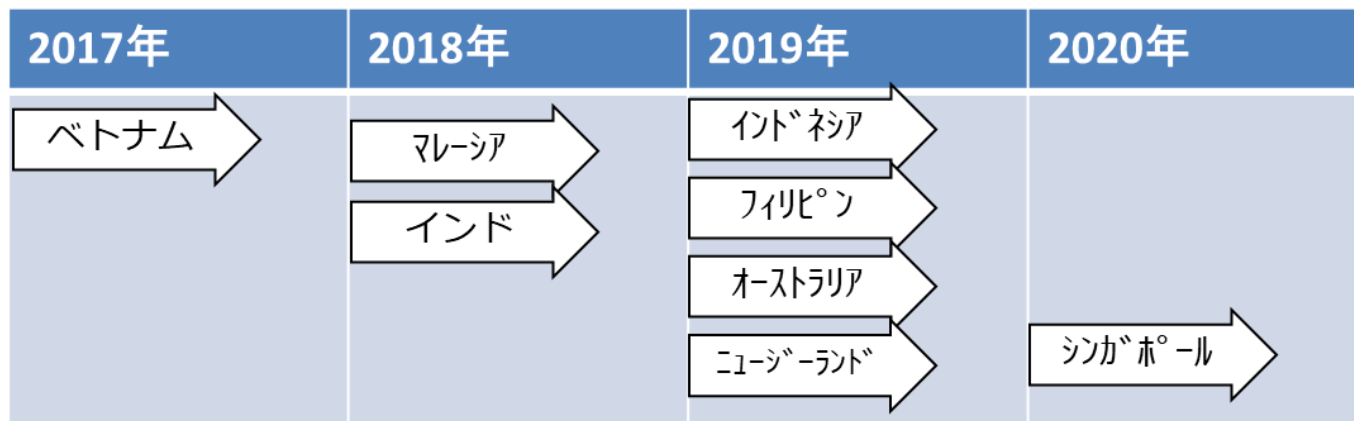 2017年 2018年 2019年 2020年
ベトナム
マレーシア
インド
インドネシア
フィリピン
オーストラリア
ニュージーランド
シンガポール